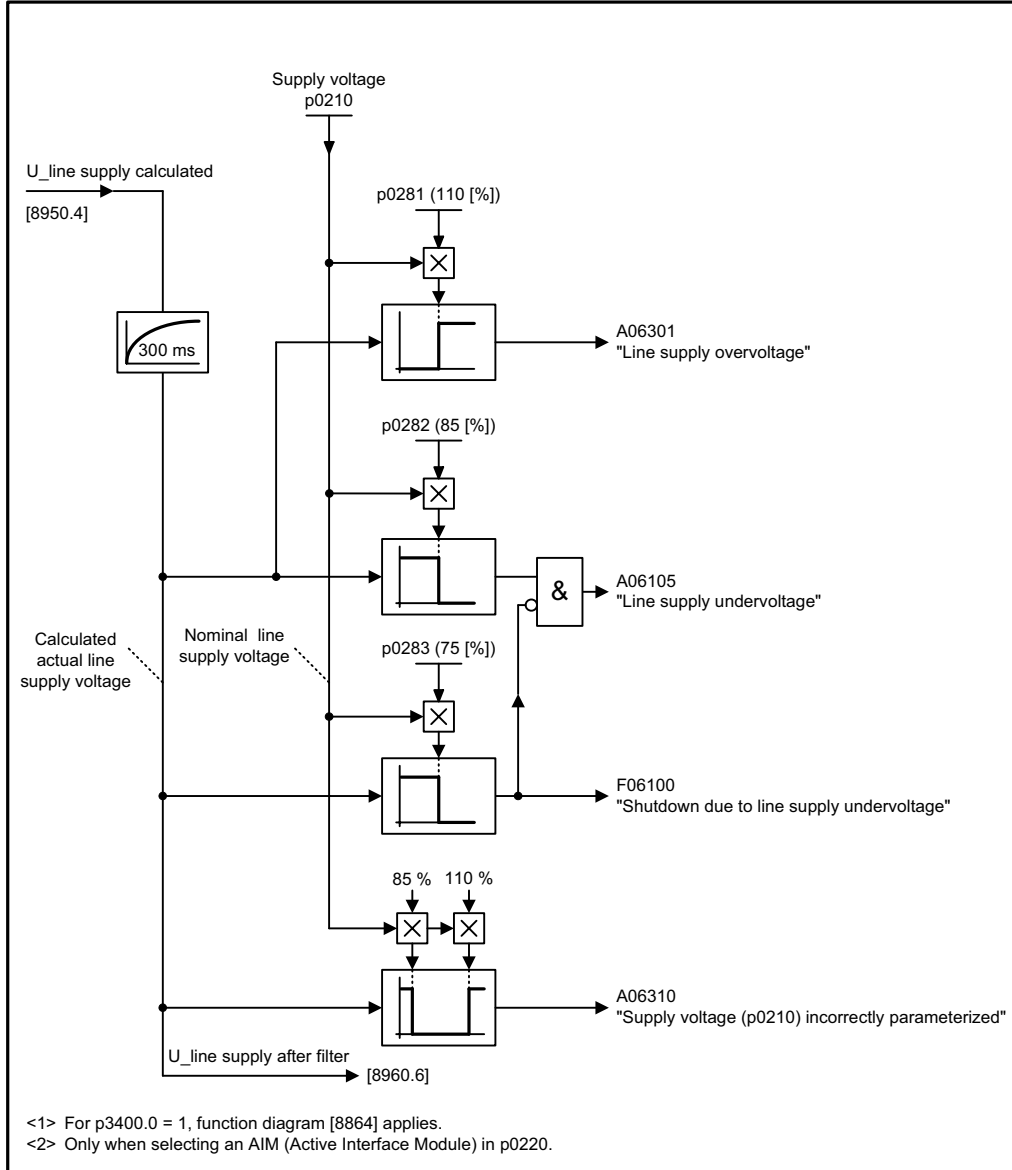 Supply voltage
p0210
U_line supply calculated
[8950.4]
p0281 (110 [%])
300 ms
A06301
"Line supply overvoltage"
p0282 (85 [%])
&
A06105
"Line supply undervoltage"
Calculated
actual line
supply voltage
Nominal line
supply voltage
p0283 (75 [%])
F06100
"Shutdown due to line supply undervoltage"
85 %
110 %
A06310
"Supply voltage (p0210) incorrectly parameterized"
U_line supply after filter
[8960.6]
<1> For p3400.0 = 1, function diagram [8864] applies.
<2> Only when selecting an AIM (Active Interface Module) in p0220.